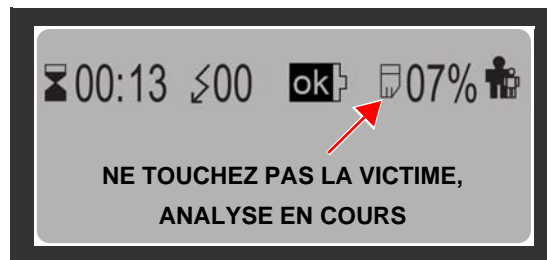 00:13 00 ok 07%
NE TOUCHEZ PAS LA VICTIME,
ANALYSE EN COURS